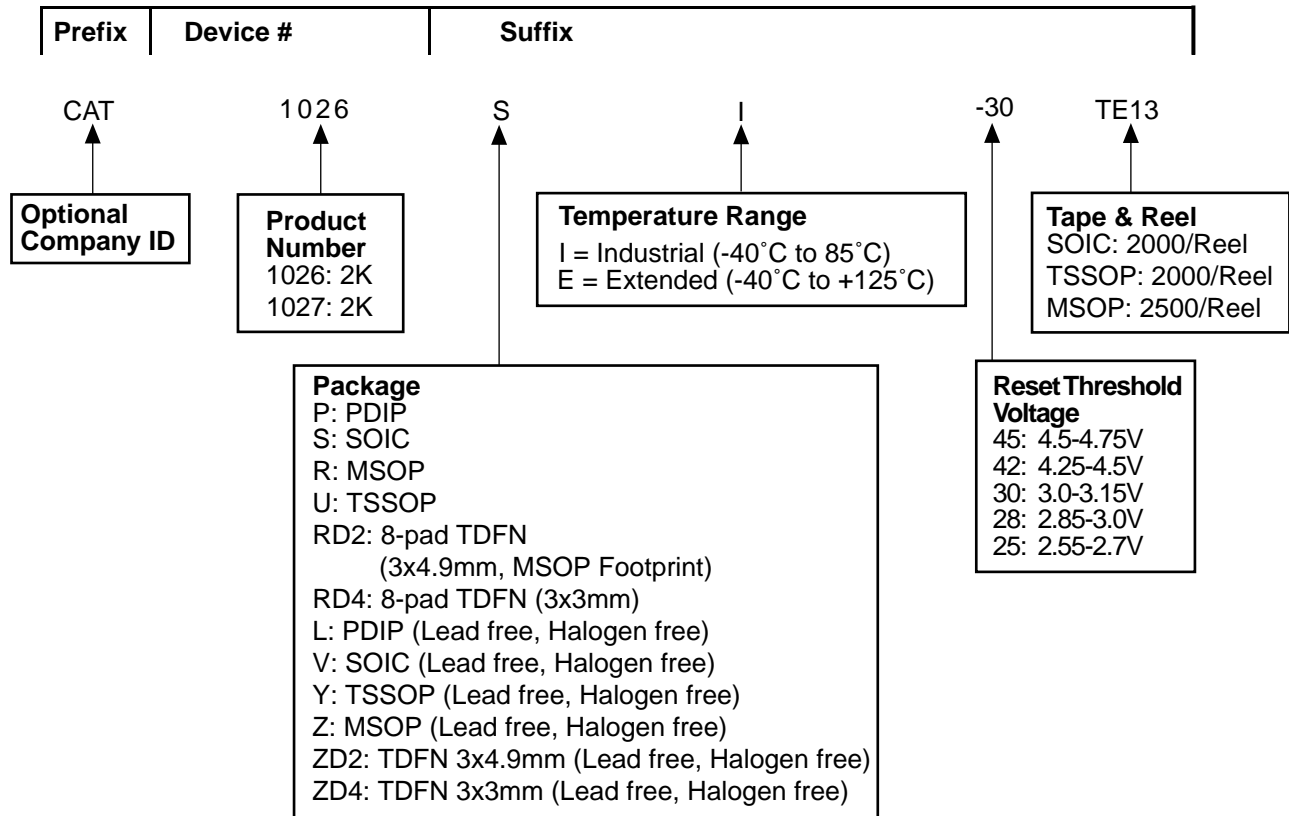 Prefix Device # Suffix
CAT 1026 S I -30 TE13
Optional
Company ID
Product
Number
1026: 2K
1027: 2K
Temperature Range
I = Industrial (-40˚C to 85˚C)
E = Extended (-40˚C to +125˚C)
Tape & Reel
SOIC: 2000/Reel
TSSOP: 2000/Reel
MSOP: 2500/Reel
Package
P: PDIP
S: SOIC
R: MSOP
U: TSSOP
RD2: 8-pad TDFN
(3x4.9mm, MSOP Footprint)
RD4: 8-pad TDFN (3x3mm)
L: PDIP (Lead free, Halogen free)
V: SOIC (Lead free, Halogen free)
Y: TSSOP (Lead free, Halogen free)
Z: MSOP (Lead free, Halogen free)
ZD2: TDFN 3x4.9mm (Lead free, Halogen free)
ZD4: TDFN 3x3mm (Lead free, Halogen free)
Reset Threshold
Voltage
45: 4.5-4.75V
42: 4.25-4.5V
30: 3.0-3.15V
28: 2.85-3.0V
25: 2.55-2.7V